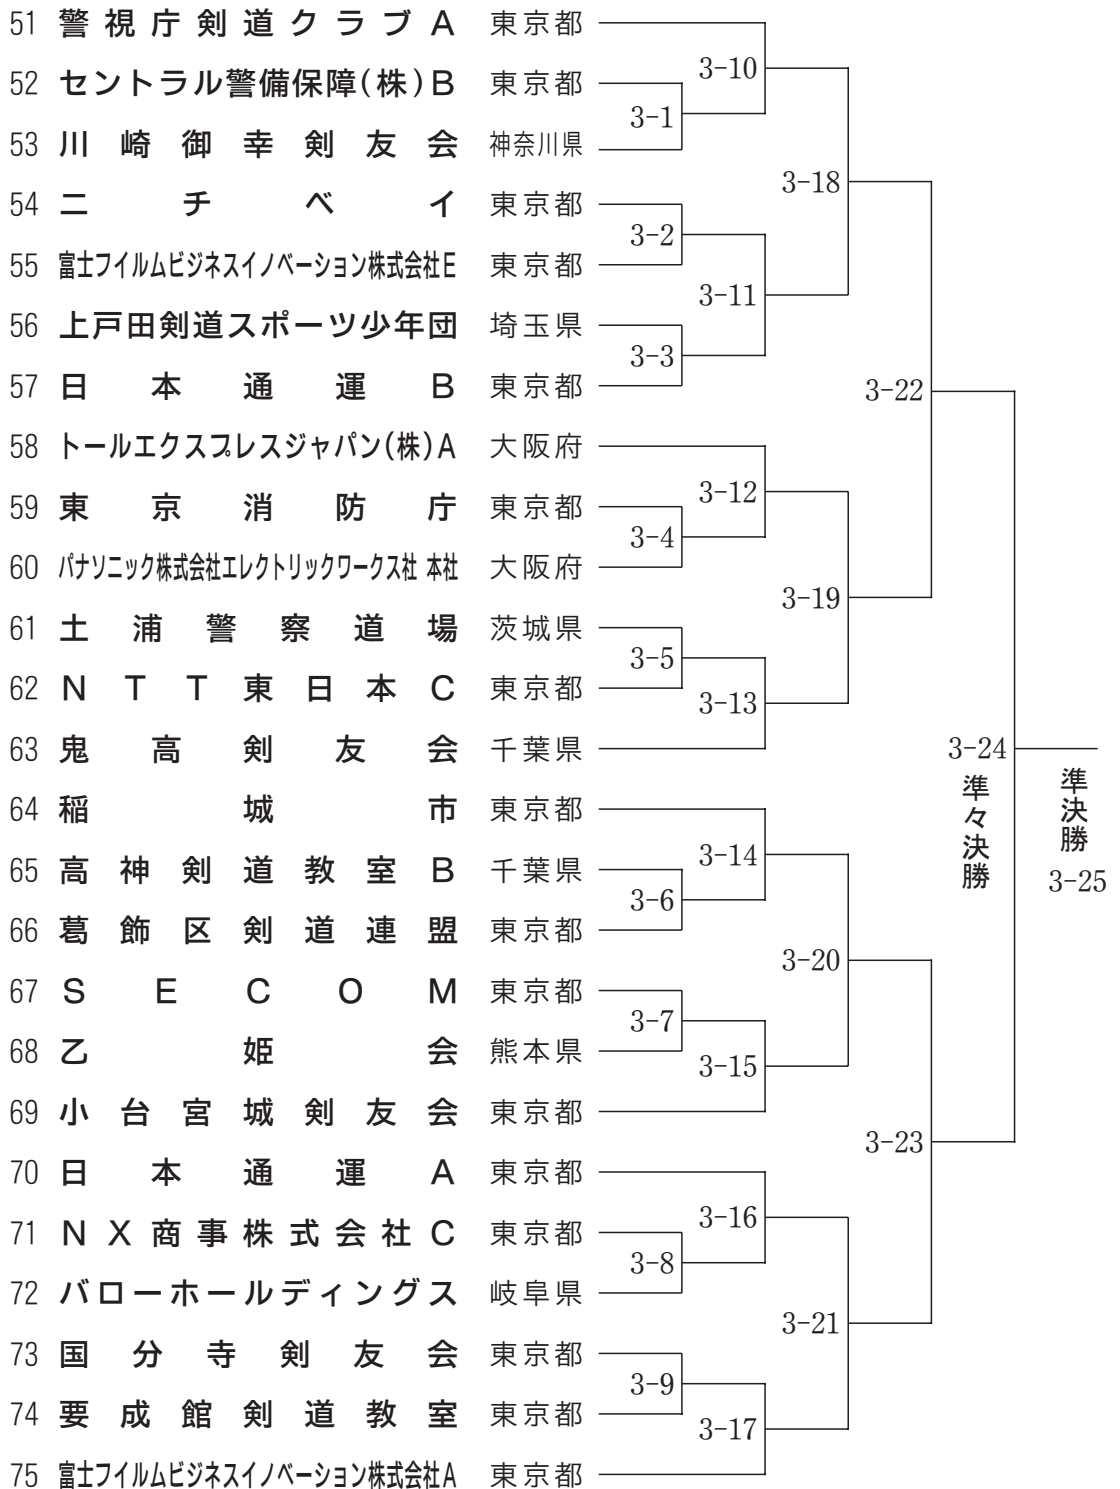 51 警視庁剣道クラブA 東京都
52 セントラル警備保障(株)B 東京都
53 川崎御幸剣友会 神奈川県
54 ニチベイ 東京都
55 富士フイルムビジネスイノベーション株式会社E 東京都
56 上戸田剣道スポーツ少年団 埼玉県
57 日本通運B 東京都
58 トールエクスプレスジャパン(株)A 大阪府
59 東京消防庁 東京都
60 パナソニック株式会社エレクトリックワークス社 本社 大阪府
61 土浦警察道場 茨城県
62 NTT東日本C 東京都
63 鬼高剣友会 千葉県
64 稲城市 東京都
65 高神剣道教室B 千葉県
66 葛飾区剣道連盟 東京都
67 SECOM 東京都
68 乙姫会 熊本県
69 小台宮城剣友会 東京都
70 日本通運A 東京都
71 NX商事株式会社C 東京都
72 バローホールディングス 岐阜県
73 国分寺剣友会 東京都
74 要成館剣道教室 東京都
75 富士フイルムビジネスイノベーション株式会社A 東京都
3-1
3-2
3-3
3-4
3-5
3-6
3-7
3-8
3-9
3-10
3-11
3-12
3-13
3-14
3-15
3-16
3-17
3-18
3-19
3-20
3-21
3-22
3-23
3-24
準々決勝
準決勝
3-25